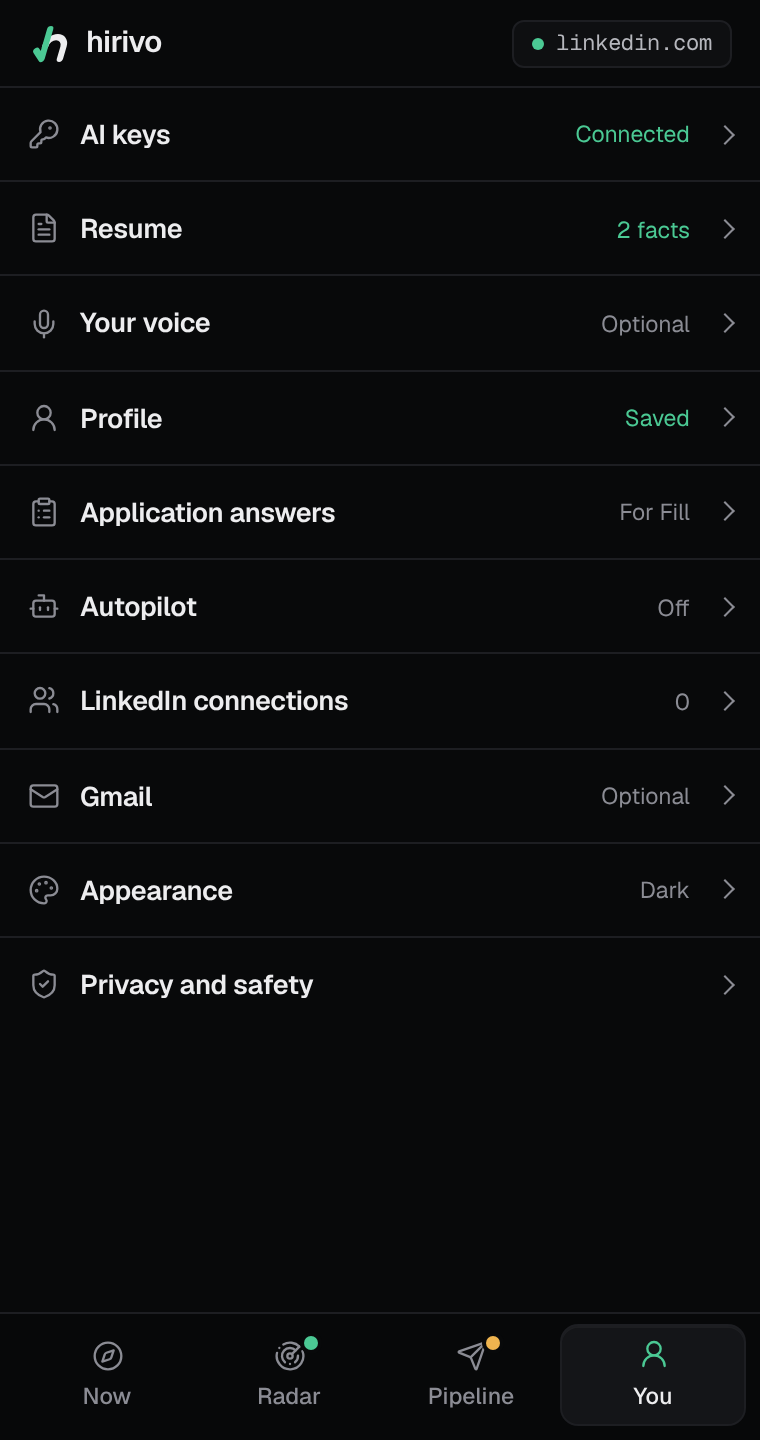 hirivo
linkedin.com
AI keys Connected
Resume 2 facts
Your voice Optional
Profile Saved
Application answers For Fill
Autopilot Off
LinkedIn connections 0
Gmail Optional
Appearance Dark
Privacy and safety
Now Radar Pipeline You